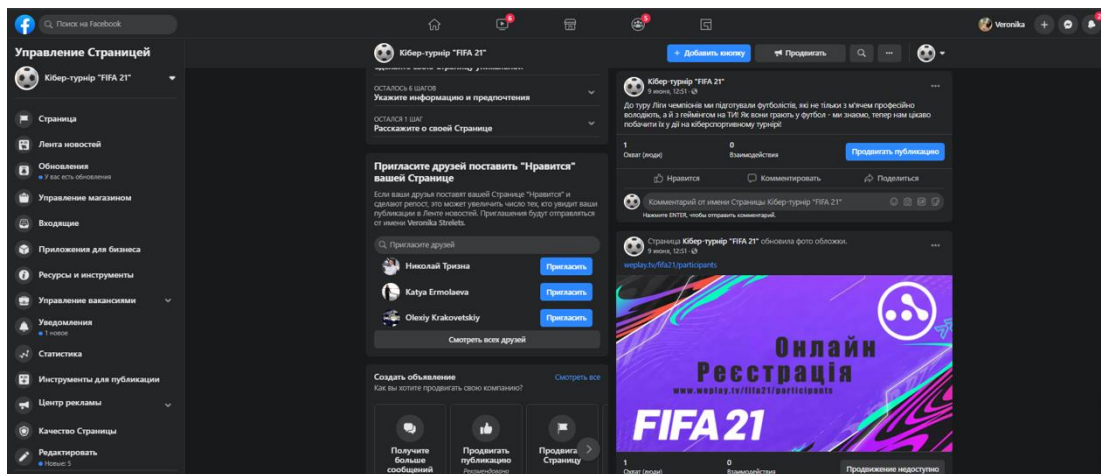 Поиск на Facebook
6
5
Veronika
Управление Страницей
Кібер-турнір "FIFA 21"
Страница
Лента новостей
Обновления
У вас есть обновления
Управление магазином
Входящие
Приложения для бизнеса
Ресурсы и инструменты
Управление вакансиями
Уведомления
1 новое
Статистика
Инструменты для публикации
Центр рекламы
Качество Страницы
Редактировать
Новые: 5
Кібер-турнір "FIFA 21"
+ Добавить кнопку
Продвигать
ОСТАЛОСЬ 6 ШАГОВ
Укажите информацию и предпочтения
ОСТАЛСЯ 1 ШАГ
Расскажите о своей Странице
Пригласите друзей поставить "Нравится"
вашей Странице
Если ваши друзья поставят вашей Странице "Нравится" и
сделают репост, это может увеличить число тех, кто увидит ваши
публикации в Ленте новостей. Приглашения будут отправляться
от имени Veronika Strelets.
Пригласите друзей
Николай Тризна
Пригласить
Katya Ermolaeva
Пригласить
Olexiy Krakovetskiy
Пригласить
Смотреть всех друзей
Создать объявление
Смотреть все
Как вы хотите продвигать свою компанию?
Получите
больше
сообщений
Продвигать
публикацию
Рекомендовано
Продвига
Страницу
Кібер-турнір "FIFA 21"
9 июня, 12:51
До туру Ліги чемпіонів ми підготували футболістів, які не тільки з м'ячем професійно
володіють, а й з геймінгом на ТИ! Як вони грають у футбол - ми знаємо, тепер нам цікаво
побачити їх у дії на кіберспортивному турнірі!
1
Охват (люди)
0
Взаимодействия
Продвигать публикацию
Нравится
Комментировать
Поделиться
Комментарий от имени Страницы Кібер-турнір "FIFA 21"
Нажмите ENTER, чтобы отправить комментарий.
Страница Кібер-турнір "FIFA 21" обновила фото обложки.
9 июня, 12:51
weplay.tv/fifa21/participants
Онлайн
Реєстрація
www.weplay.tv/fifa21/participants
FIFA 21
1
Охват (люди)
0
Взаимодействия
Продвижение недоступно